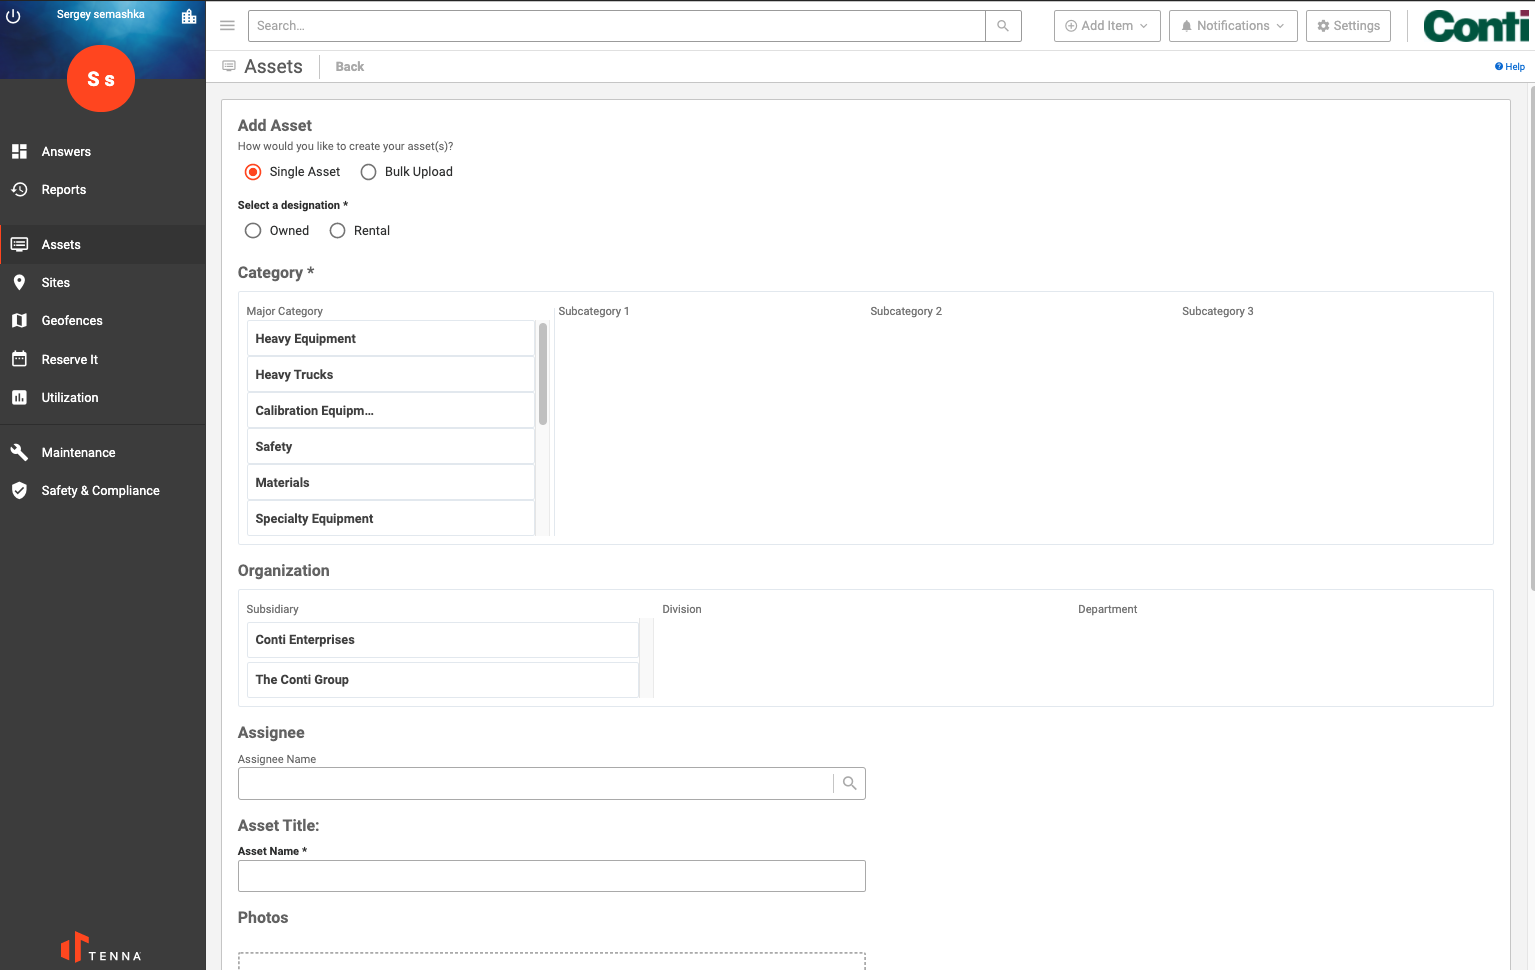 Sergey semashka
S s
Answers
Reports
Assets
Sites
Geofences
Reserve It
Utilization
Maintenance
Safety & Compliance
TENNA
Search...
Add Item
Notifications
Settings
Conti
Assets
Back
Help
Add Asset
How would you like to create your asset(s)?
Single Asset
Bulk Upload
Select a designation *
Owned
Rental
Category *
Major Category
Subcategory 1
Subcategory 2
Subcategory 3
Heavy Equipment
Heavy Trucks
Calibration Equipm...
Safety
Materials
Specialty Equipment
Organization
Subsidiary
Division
Department
Conti Enterprises
The Conti Group
Assignee
Assignee Name
Asset Title:
Asset Name *
Photos